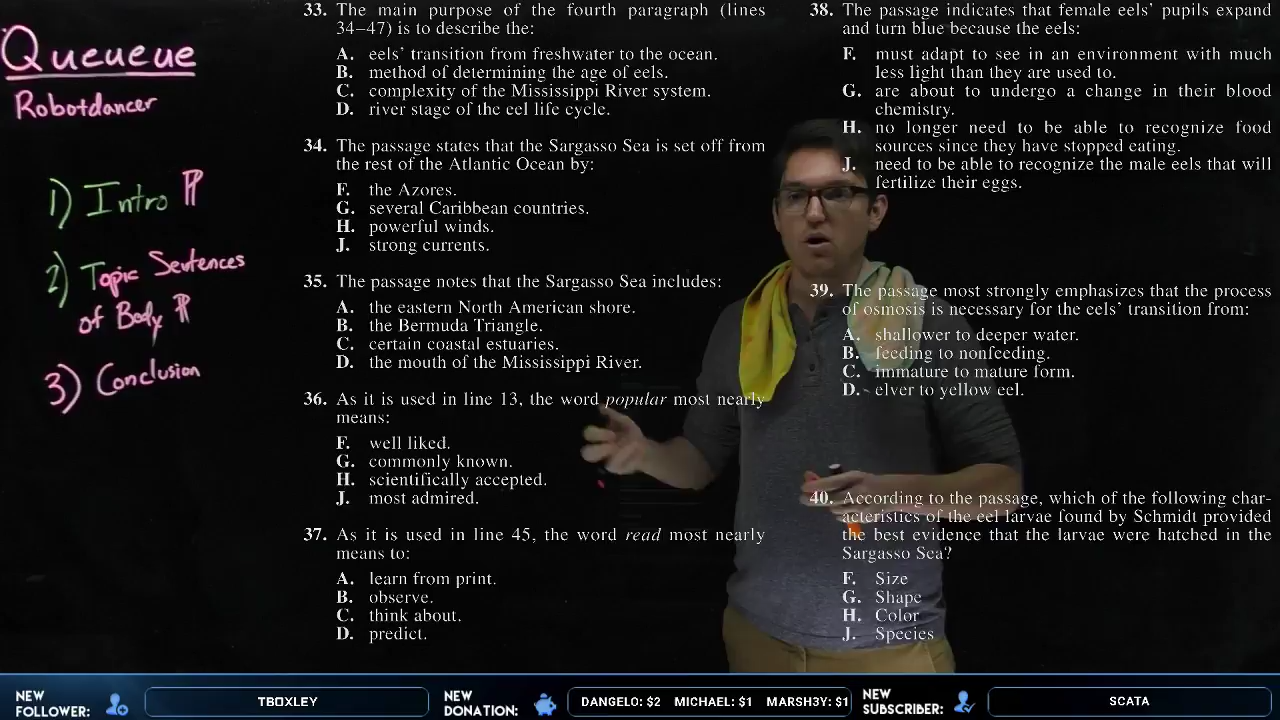 Queueue
Robotdancer
1) Intro ¶
2) Topic Sentences
of Body ¶
3) Conclusion
33. The main purpose of the fourth paragraph (lines
34–47) is to describe the:
A. eels' transition from freshwater to the ocean.
B. method of determining the age of eels.
C. complexity of the Mississippi River system.
D. river stage of the eel life cycle.
34. The passage states that the Sargasso Sea is set off from
the rest of the Atlantic Ocean by:
F. the Azores.
G. several Caribbean countries.
H. powerful winds.
J. strong currents.
35. The passage notes that the Sargasso Sea includes:
A. the eastern North American shore.
B. the Bermuda Triangle.
C. certain coastal estuaries.
D. the mouth of the Mississippi River.
36. As it is used in line 13, the word popular most nearly
means:
F. well liked.
G. commonly known.
H. scientifically accepted.
J. most admired.
37. As it is used in line 45, the word read most nearly
means to:
A. learn from print.
B. observe.
C. think about.
D. predict.
38. The passage indicates that female eels' pupils expand
and turn blue because the eels:
F. must adapt to see in an environment with much
less light than they are used to.
G. are about to undergo a change in their blood
chemistry.
H. no longer need to be able to recognize food
sources since they have stopped eating.
J. need to be able to recognize the male eels that will
fertilize their eggs.
39. The passage most strongly emphasizes that the process
of osmosis is necessary for the eels' transition from:
A. shallower to deeper water.
B. feeding to nonfeeding.
C. immature to mature form.
D. elver to yellow eel.
40. According to the passage, which of the following char-
acteristics of the eel larvae found by Schmidt provided
the best evidence that the larvae were hatched in the
Sargasso Sea?
F. Size
G. Shape
H. Color
J. Species
NEW
FOLLOWER:
TBOXLEY
NEW
DONATION:
DANGELO: $2 MICHAEL: $1 MARSH3Y: $1
NEW
SUBSCRIBER:
SCATA